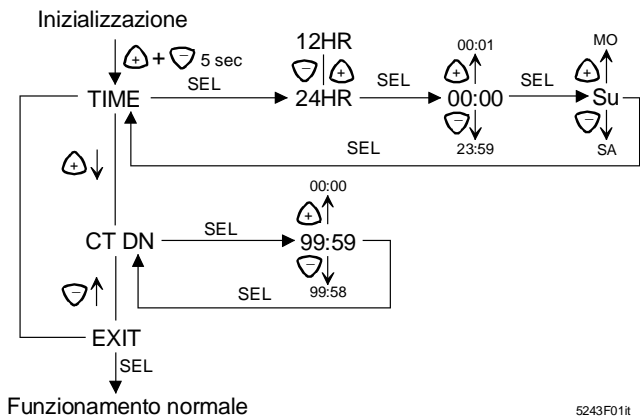 Inizializzazione
+ + − 5 sec
12HR
00:01
MO
SEL
− +
SEL
+
SEL
+
TIME
24HR
00:00
Su
−
−
SEL
23:59
SA
+
00:00
SEL
+
CT DN
99:59
−
−
SEL
99:58
EXIT
SEL
Funzionamento normale
5243F01it